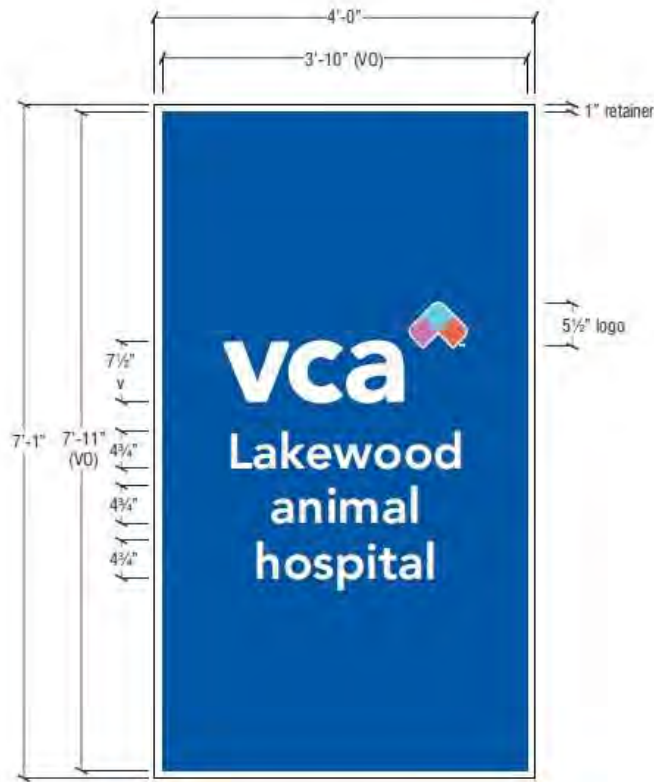 4'-0"
3'-10" (VO)
1" retainer
5½" logo
7½"
v
7'-1"
7'-11"
(VO)
4¾"
4¾"
4¾"
vca
™
Lakewood
animal
hospital